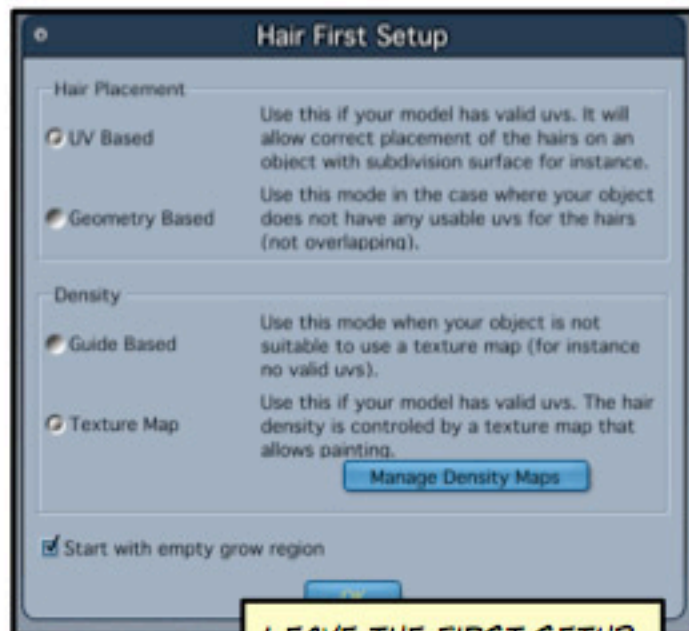 Hair First Setup
Hair Placement
UV Based
Use this if your model has valid uvs. It will
allow correct placement of the hairs on an
object with subdivision surface for instance.
Geometry Based
Use this mode in the case where your object
does not have any usable uvs for the hairs
(not overlapping).
Density
Guide Based
Use this mode when your object is not
suitable to use a texture map (for instance
no valid uvs).
Texture Map
Use this if your model has valid uvs. The hair
density is controled by a texture map that
allows painting.
Manage Density Maps
Start with empty grow region
OK
LEAVE THE FIRST SETUP